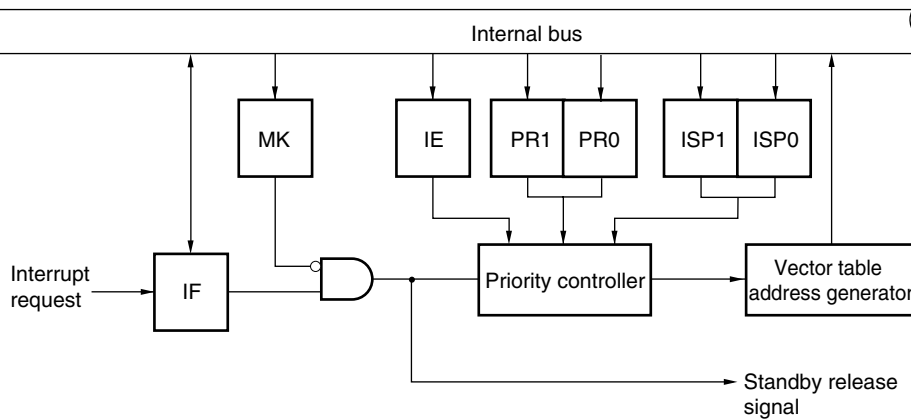 Internal bus
MK
IE
PR1
PR0
ISP1
ISP0
Interrupt
request
IF
Priority controller
Vector table
address generator
Standby release
signal